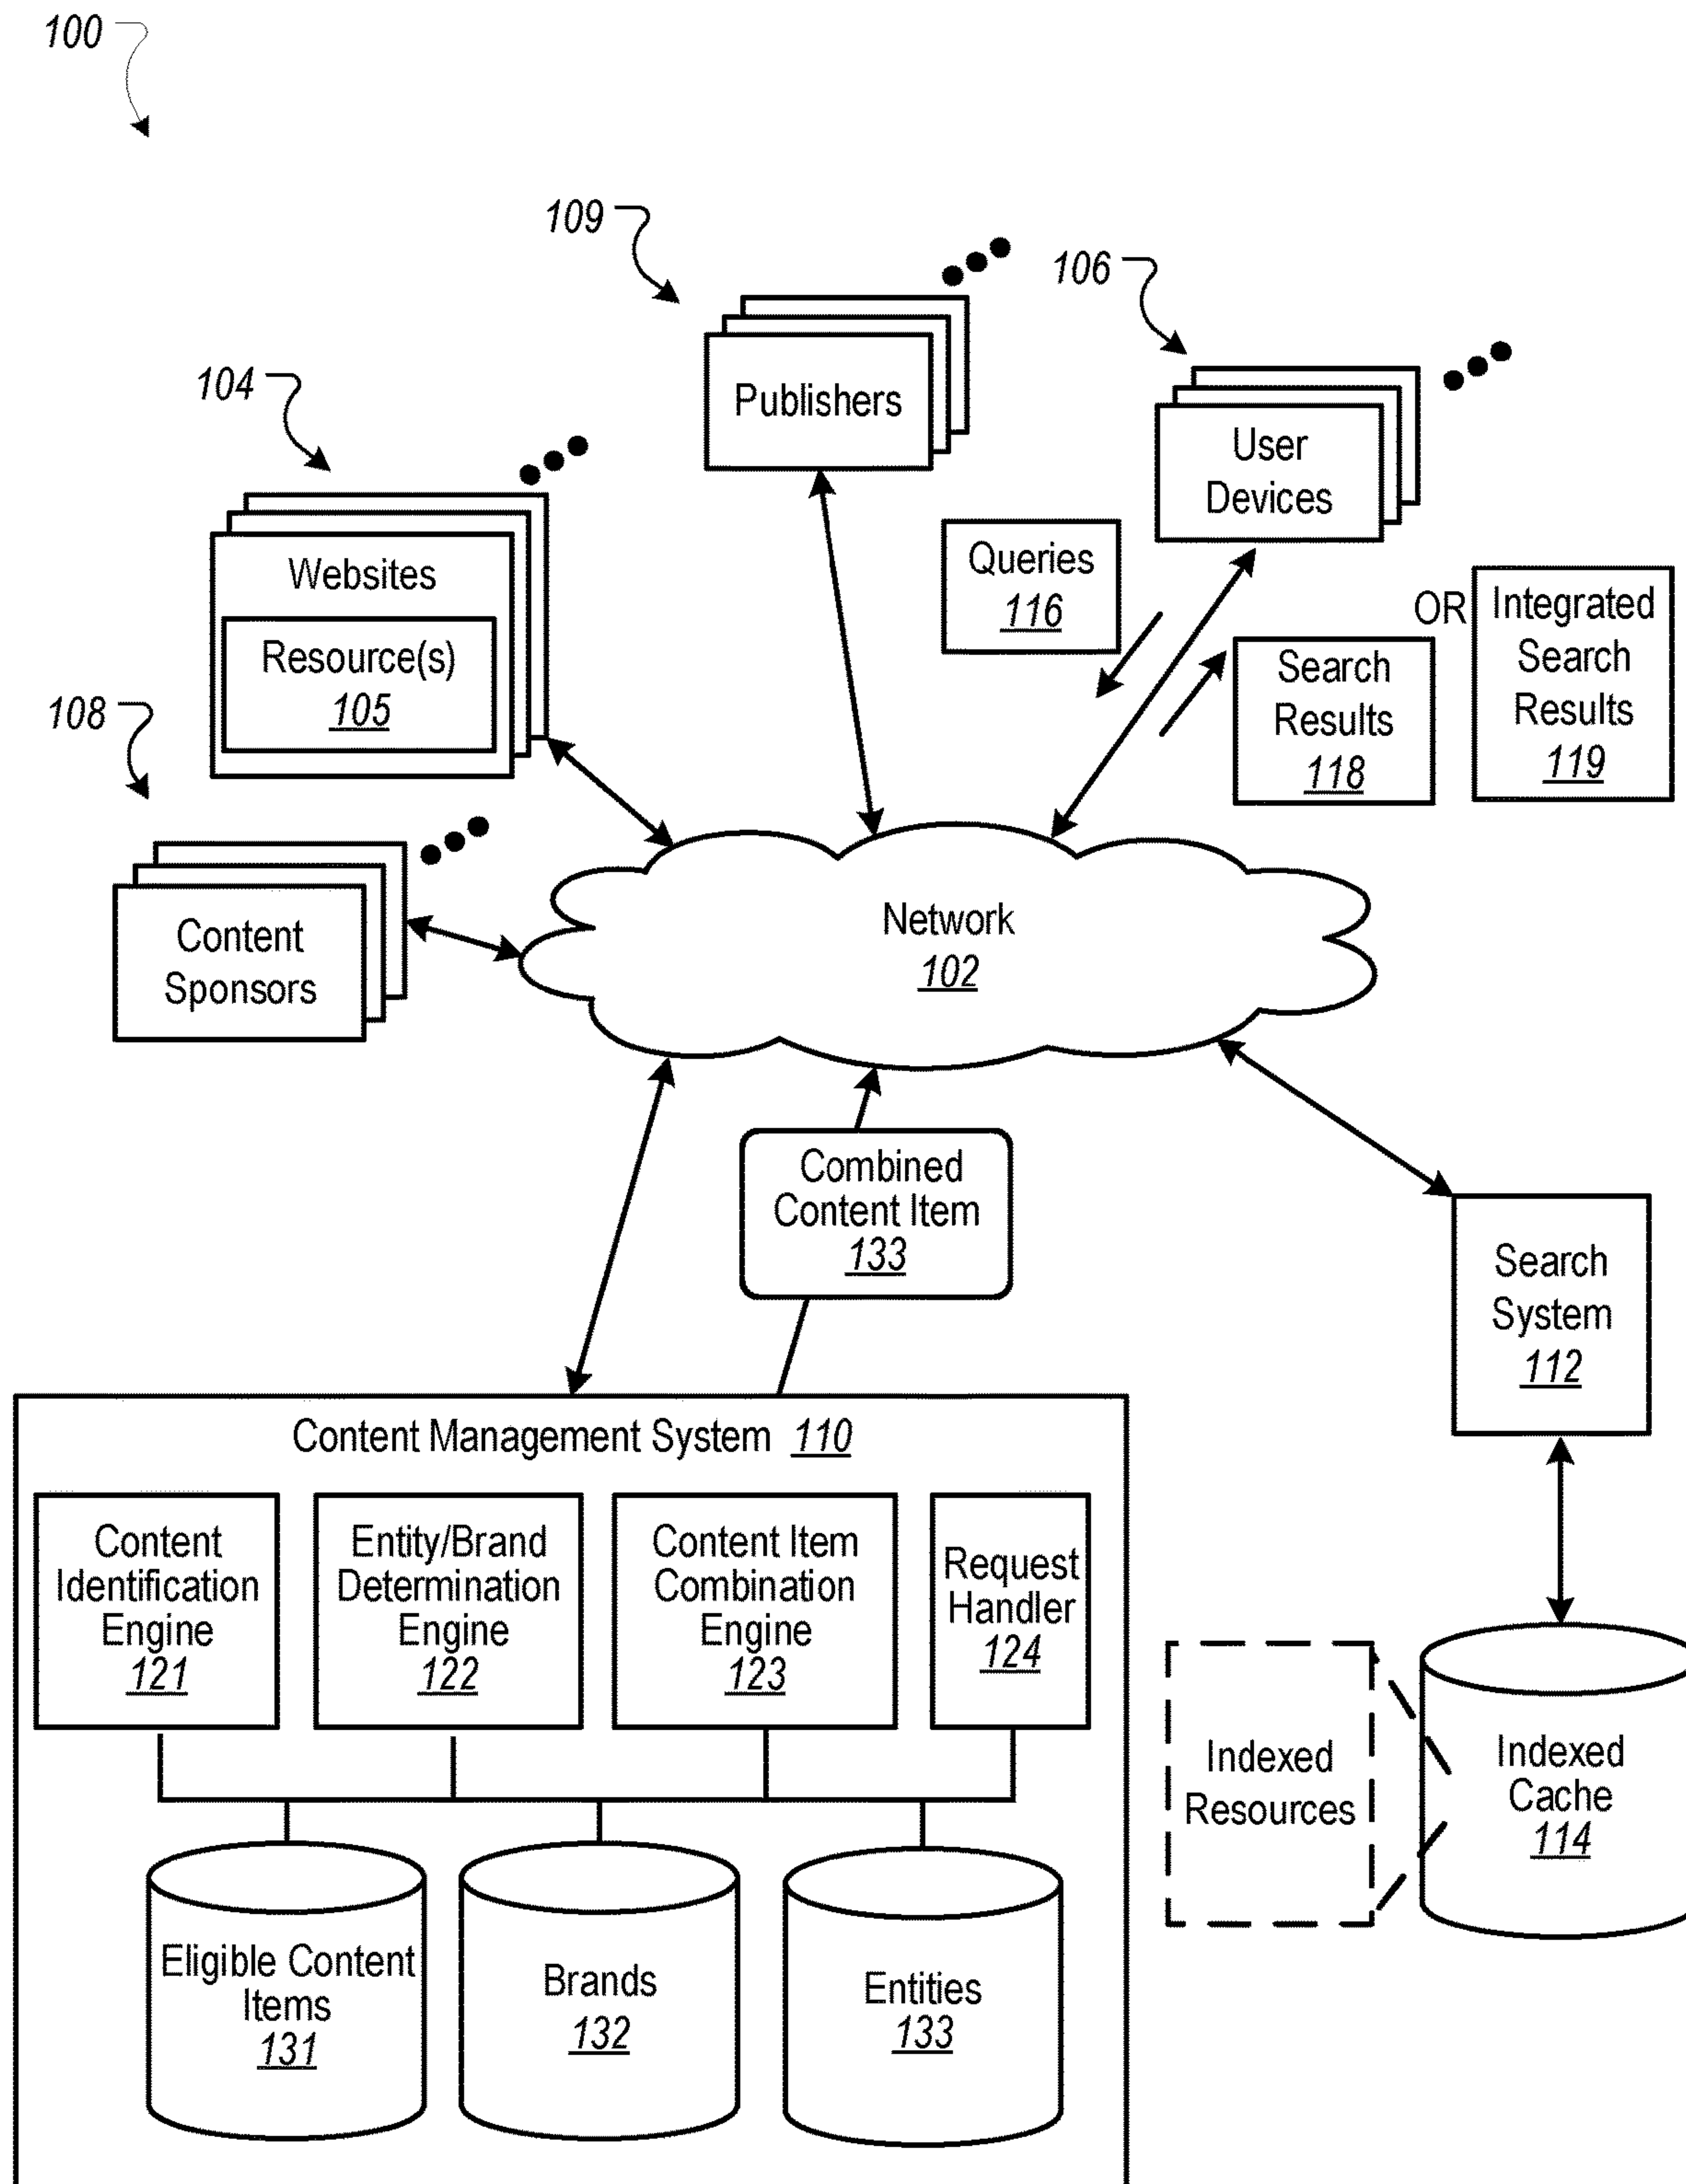 100
109
106
104
Publishers
User
Devices
Queries
116
OR
Integrated
Search
Results
119
Search
Results
118
Websites
Resource(s)
105
108
Content
Sponsors
Network
102
Combined
Content Item
133
Search
System
112
Content Management System 110
Content
Identification
Engine
121
Entity/Brand
Determination
Engine
122
Content Item
Combination
Engine
123
Request
Handler
124
Indexed
Resources
Indexed
Cache
114
Eligible Content
Items
131
Brands
132
Entities
133